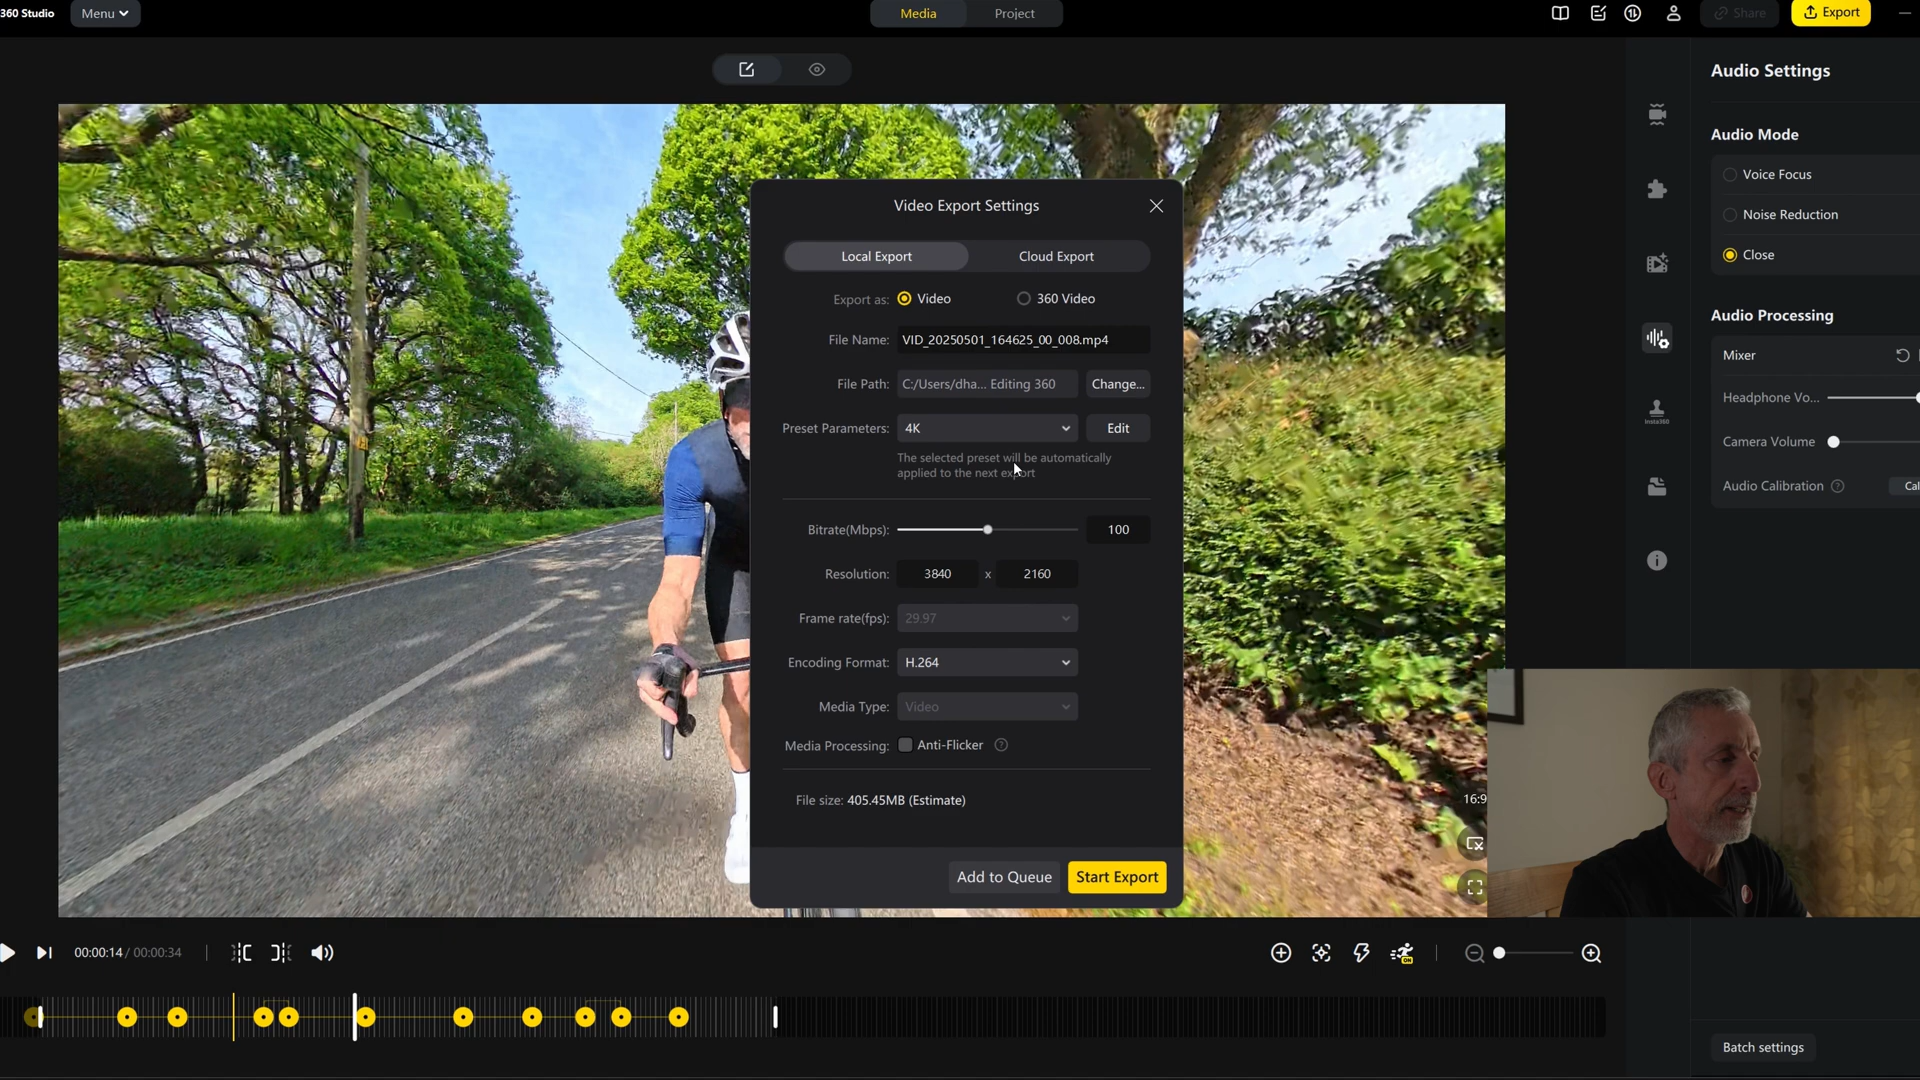 360 Studio
Menu
Media
Project
Share
Export
Audio Settings
Audio Mode
Voice Focus
Noise Reduction
Close
Audio Processing
Mixer
Headphone Vo...
Camera Volume
Audio Calibration
Cal
Insta360
Video Export Settings
Local Export
Cloud Export
Export as: Video 360 Video
File Name: VID_20250501_164625_00_008.mp4
File Path: C:/Users/dha... Editing 360 Change...
Preset Parameters: 4K Edit
The selected preset will be automatically
applied to the next export
Bitrate(Mbps): 100
Resolution: 3840 x 2160
Frame rate(fps): 29.97
Encoding Format: H.264
Media Type: Video
Media Processing: Anti-Flicker
File size: 405.45MB (Estimate)
Add to Queue
Start Export
16:9
00:00:14 / 00:00:34
ON
Batch settings